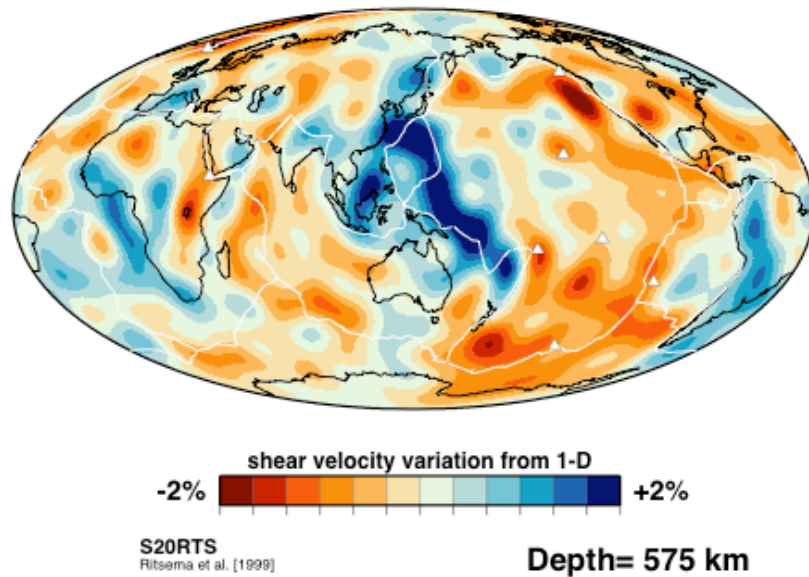 shear velocity variation from 1-D
-2% +2%
S20RTS
Ritsema et al. [1999]
Depth= 575 km